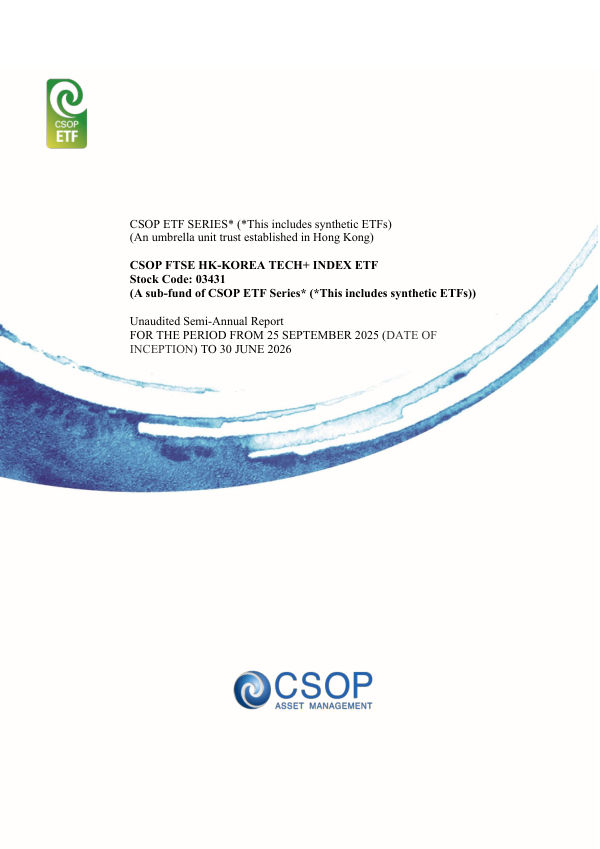 CSOP
ETF
CSOP ETF SERIES* (*This includes synthetic ETFs)
(An umbrella unit trust established in Hong Kong)
CSOP FTSE HK-KOREA TECH+ INDEX ETF
Stock Code: 03431
(A sub-fund of CSOP ETF Series* (*This includes synthetic ETFs))
Unaudited Semi-Annual Report
FOR THE PERIOD FROM 25 SEPTEMBER 2025 (DATE OF
INCEPTION) TO 30 JUNE 2026
CSOP
ASSET MANAGEMENT